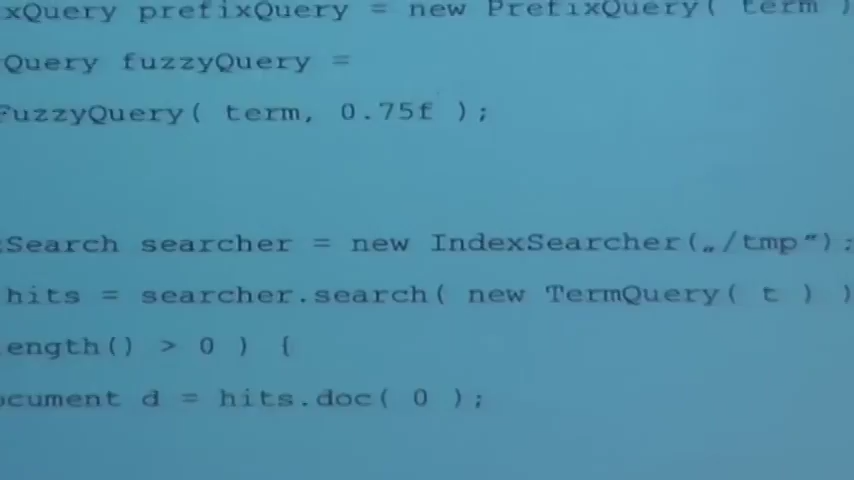 xQuery prefixQuery = new PrefixQuery( term )
Query fuzzyQuery =
FuzzyQuery( term, 0.75f );
Search searcher = new IndexSearcher(„/tmp“);
hits = searcher.search( new TermQuery( t ) )
ength() > 0 ) {
ocument d = hits.doc( 0 );